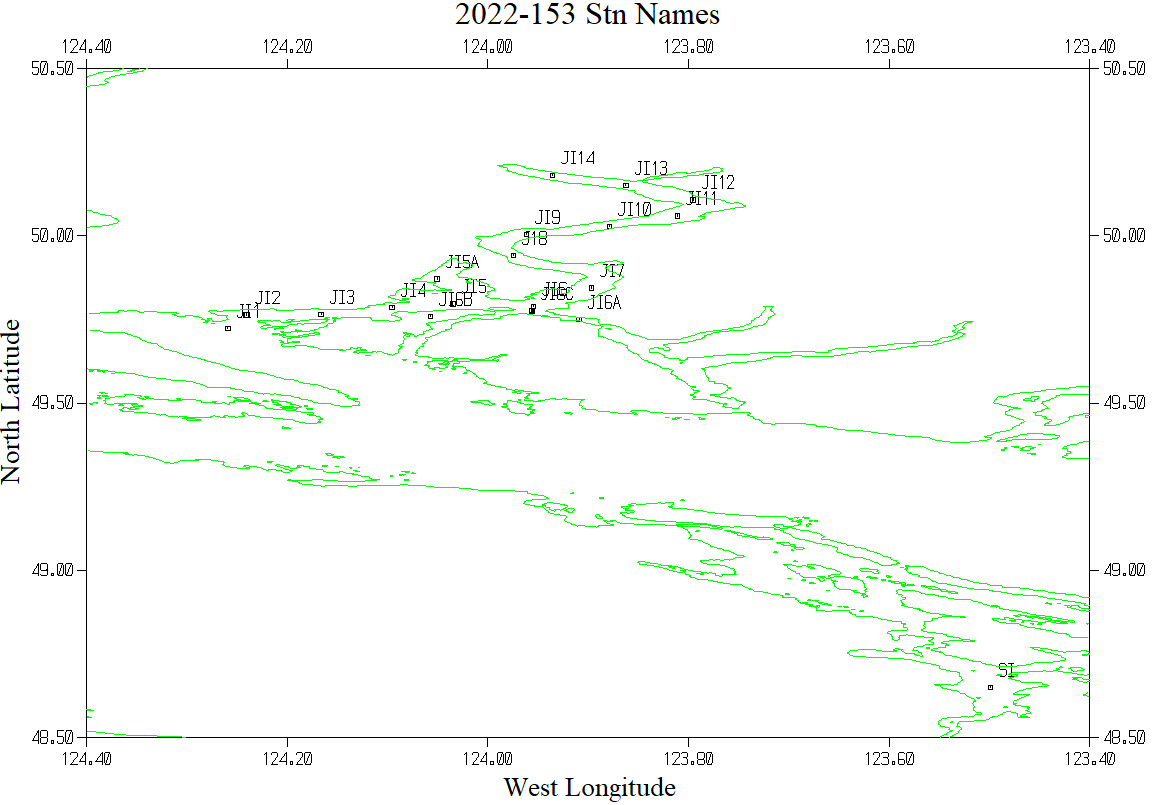 2022-153 Stn Names
124.40 124.20 124.00 123.80 123.60 123.40
50.50 50.50
JI14
JI13
JI12
JI11
JI10
JI9
JI8
50.00 50.00
JI5A
JI7
JI5
JI6
JI4
JI6C
JI2
JI3
JI6B
JI6A
JI1
49.50 49.50
North Latitude
49.00 49.00
SI
48.50 48.50
124.40 124.20 124.00 123.80 123.60 123.40
West Longitude